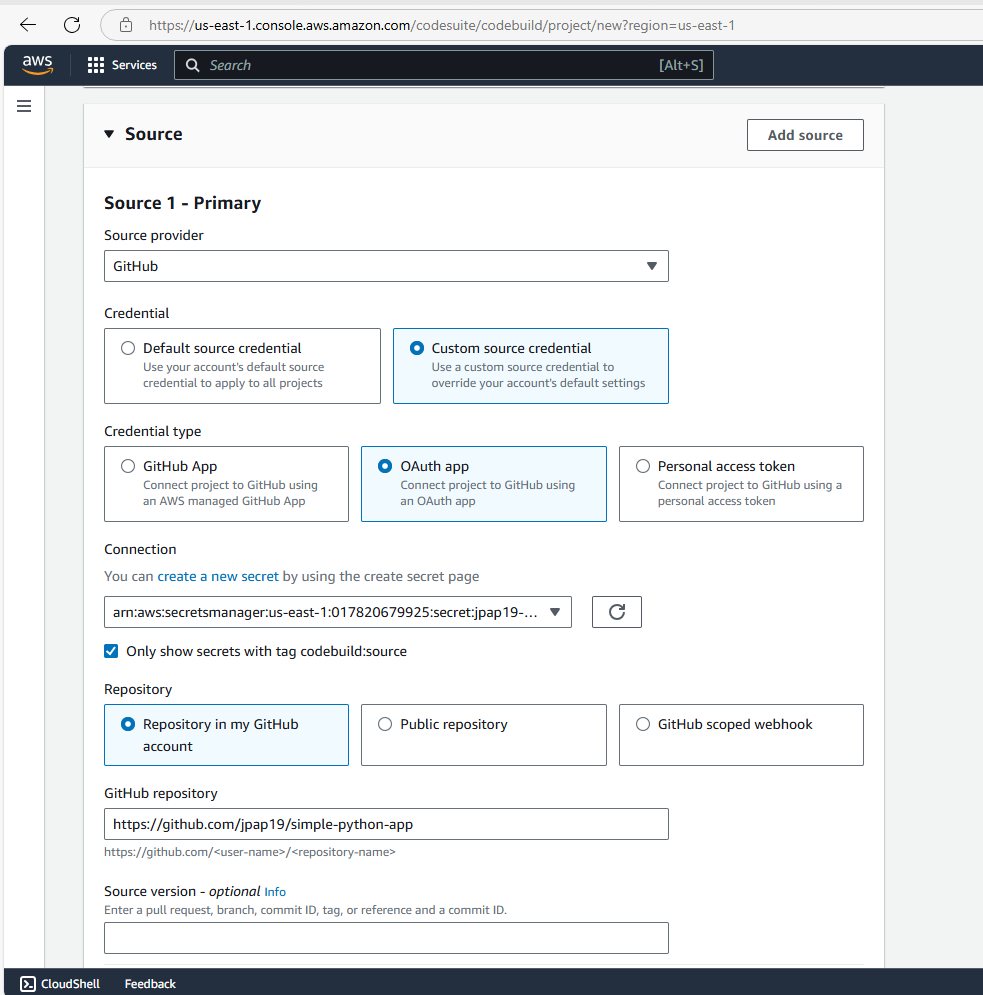 https://us-east-1.console.aws.amazon.com/codesuite/codebuild/project/new?region=us-east-1
aws
Services
Search
[Alt+S]
Source
Add source
Source 1 - Primary
Source provider
GitHub
Credential
Default source credential
Use your account's default source
credential to apply to all projects
Custom source credential
Use a custom source credential to
override your account's default settings
Credential type
GitHub App
Connect project to GitHub using
an AWS managed GitHub App
OAuth app
Connect project to GitHub using
an OAuth app
Personal access token
Connect project to GitHub using a
personal access token
Connection
You can create a new secret by using the create secret page
arn:aws:secretsmanager:us-east-1:017820679925:secret:jpap19-...
Only show secrets with tag codebuild:source
Repository
Repository in my GitHub
account
Public repository
GitHub scoped webhook
GitHub repository
https://github.com/jpap19/simple-python-app
https://github.com/<user-name>/<repository-name>
Source version - optional Info
Enter a pull request, branch, commit ID, tag, or reference and a commit ID.
CloudShell
Feedback